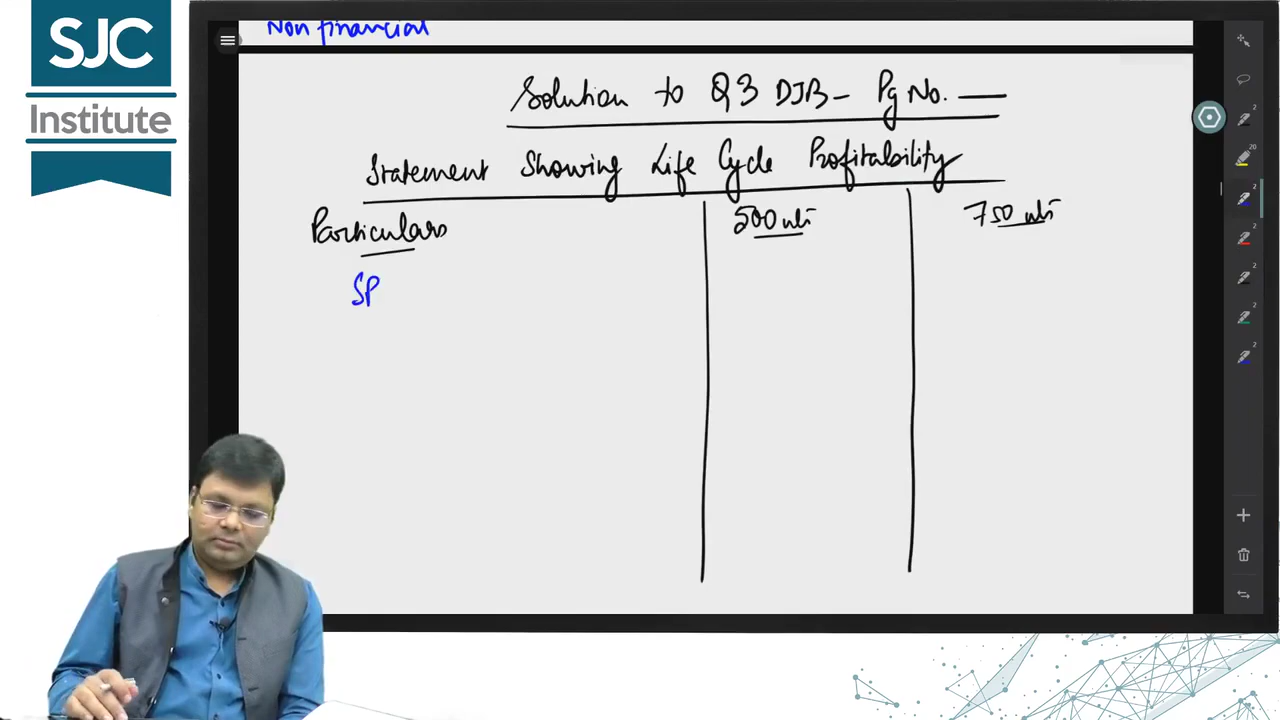 SJC
Institute
Non financial
Solution to Q3 DJB - Pg No. ___
Statement Showing Life Cycle Profitability
Particulars 500 uts 750 uts
SP